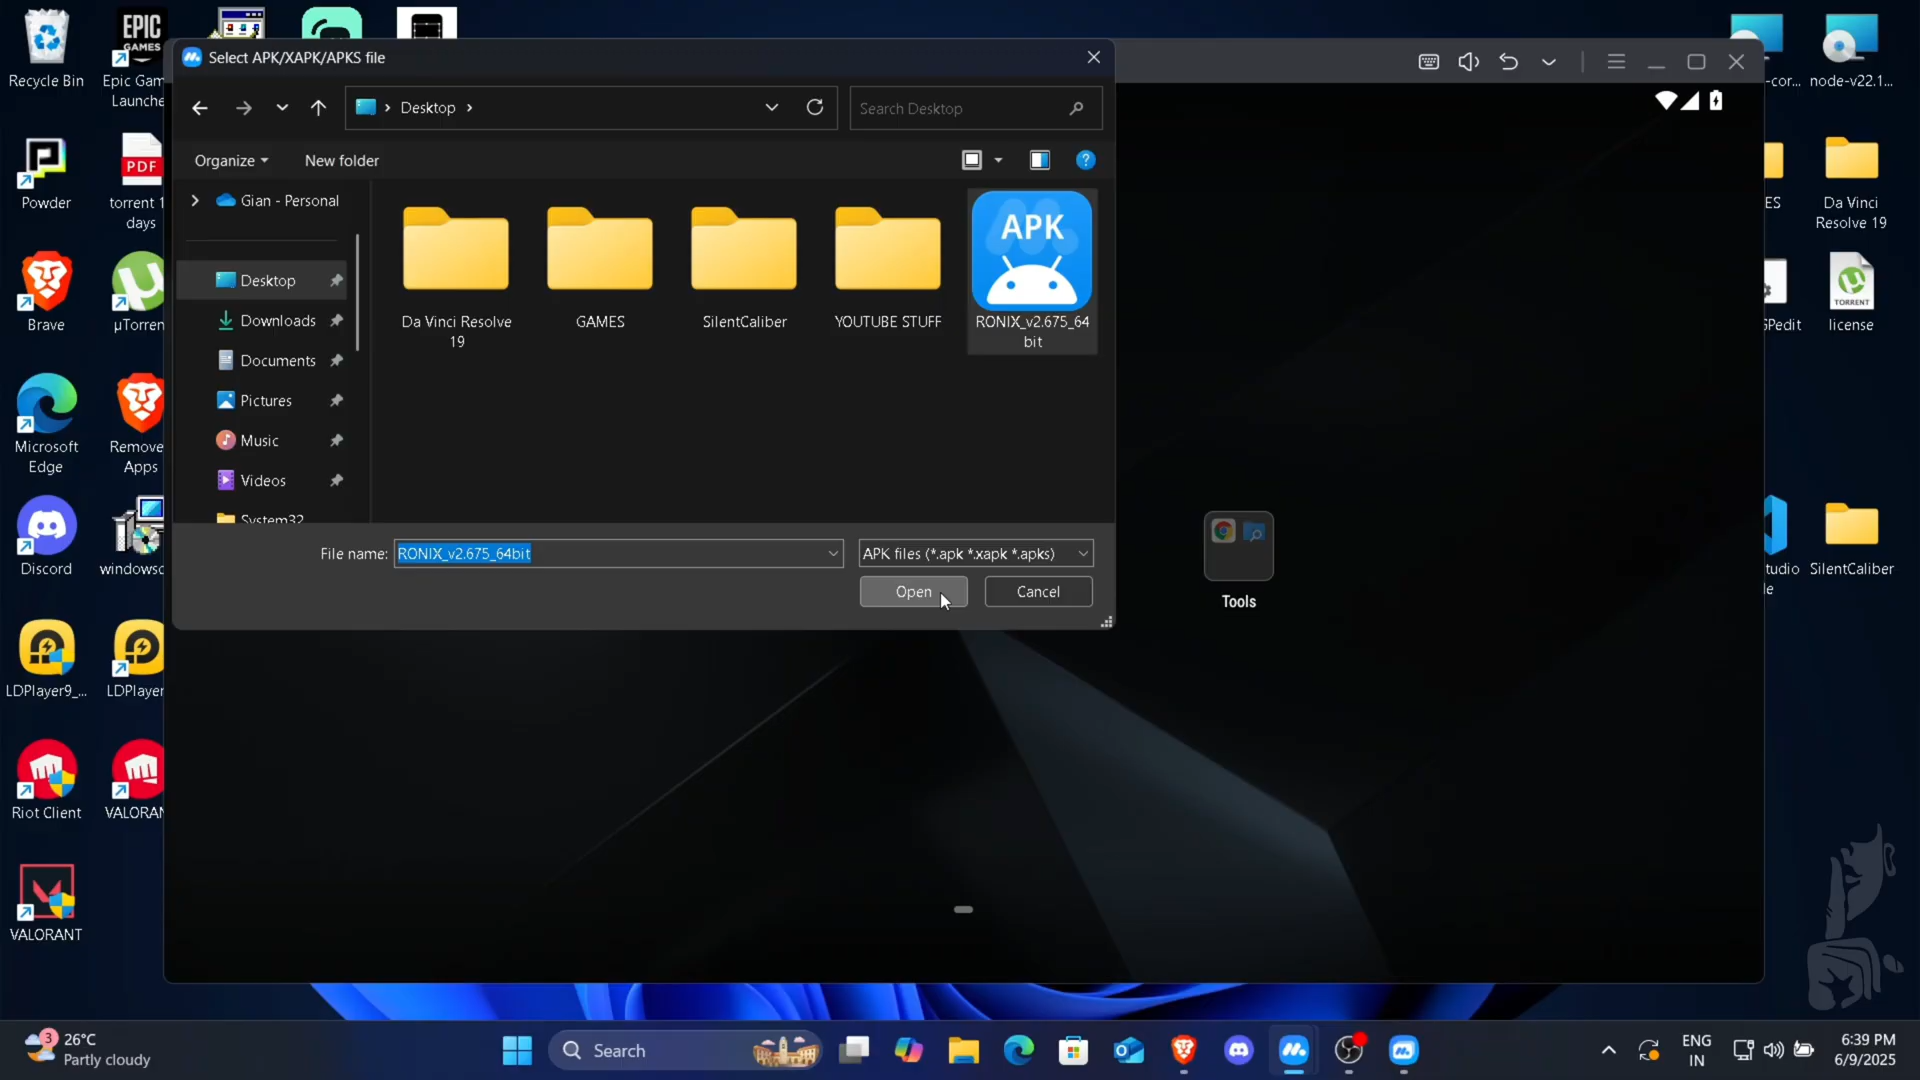 Recycle Bin
EPIC
GAMES
Epic Gam
Launche
Powder
PDF
torrent 1
days
Brave
µTorren
Microsoft
Edge
Remove
Apps
Discord
windowsd
LDPlayer9_...
LDPlayer
Riot Client
VALORAN
VALORANT
Select APK/XAPK/APKS file
Desktop
Search Desktop
Organize
New folder
Gian - Personal
Desktop
Downloads
Documents
Pictures
Music
Videos
System32
Da Vinci Resolve
19
GAMES
SilentCaliber
YOUTUBE STUFF
APK
RONIX_v2.675_64
bit
File name:
RONIX_v2.675_64bit
APK files (*.apk *.xapk *.apks)
Open
Cancel
Tools
-cor...
node-v22.1...
ES
Da Vinci
Resolve 19
GPedit
TORRENT
license
tudio
le
SilentCaliber
3
26°C
Partly cloudy
Search
ENG
IN
6:39 PM
6/9/2025